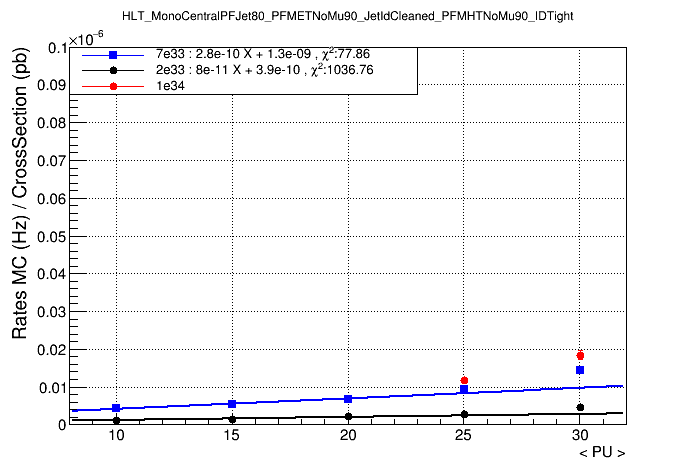 HLT_MonoCentralPFJet80_PFMETNoMu90_JetIdCleaned_PFMHTNoMu90_IDTight
×10⁻⁶
7e33 : 2.8e-10 X + 1.3e-09 , χ²:77.86
2e33 : 8e-11 X + 3.9e-10 , χ²:1036.76
1e34
Rates MC (Hz) / CrossSection (pb)
0.1
0.09
0.08
0.07
0.06
0.05
0.04
0.03
0.02
0.01
0
10 15 20 25 30
< PU >